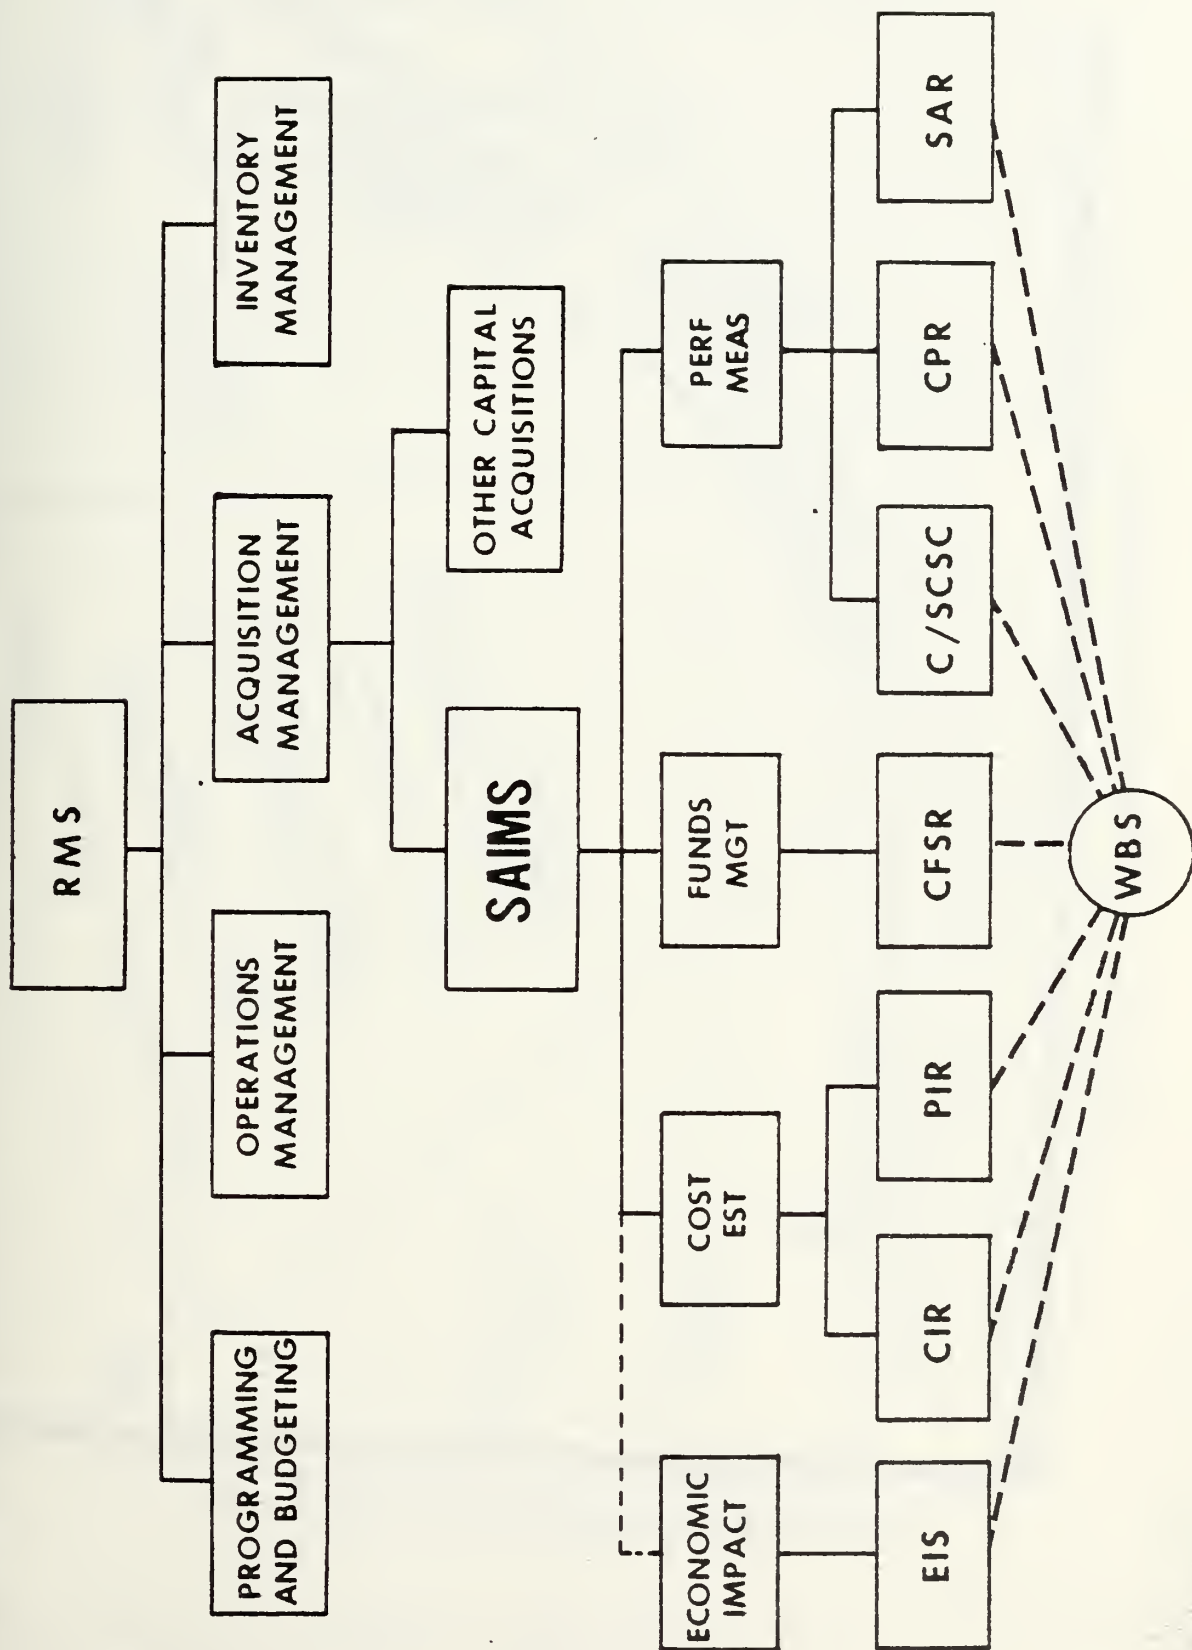 RMS
PROGRAMMING
AND BUDGETING
OPERATIONS
MANAGEMENT
ACQUISITION
MANAGEMENT
INVENTORY
MANAGEMENT
SAIMS
OTHER CAPITAL
ACQUISITIONS
ECONOMIC
IMPACT
COST
EST
FUNDS
MGT
PERF
MEAS
EIS
CIR
PIR
CFSR
C/SCSC
CPR
SAR
WBS